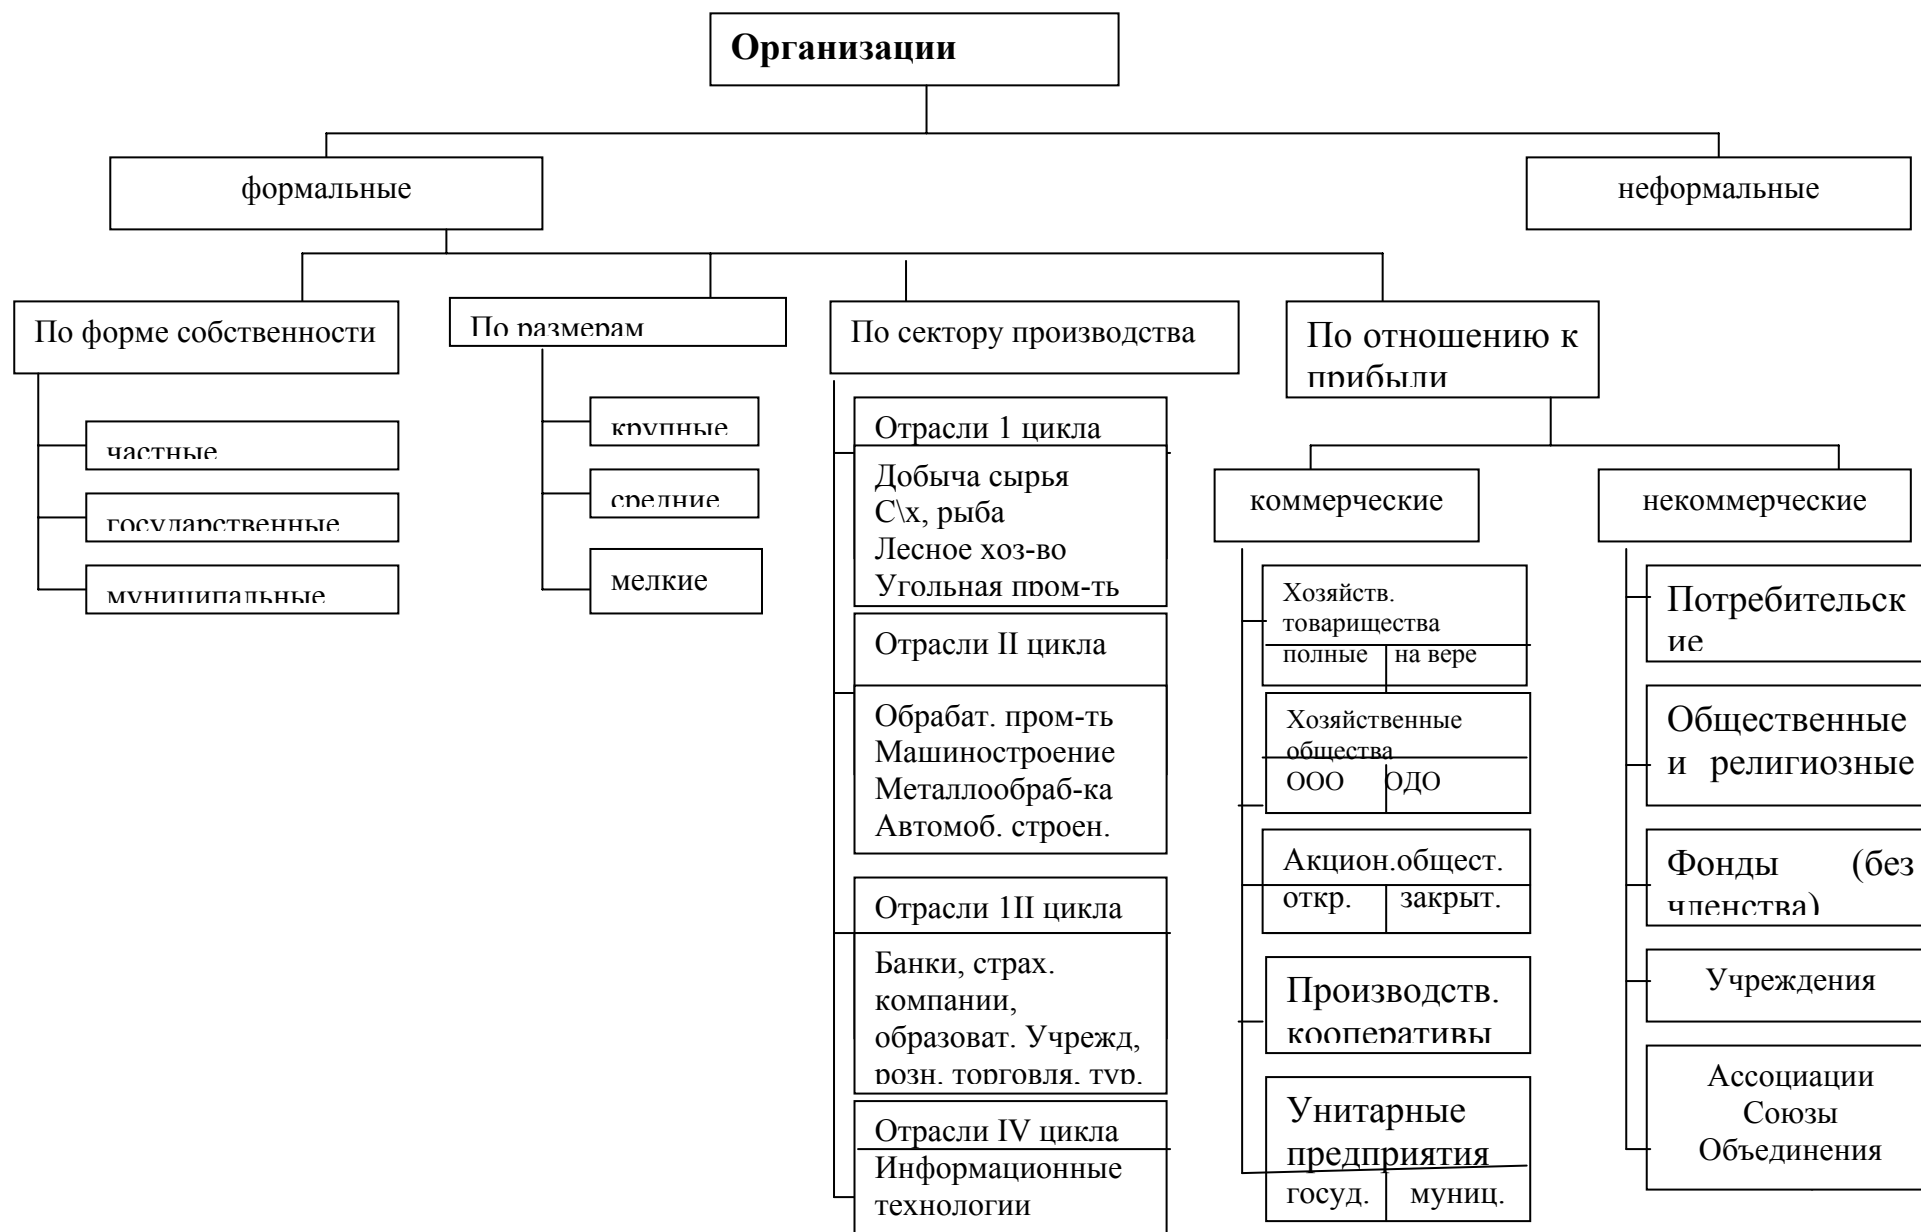 Организации
формальные
неформальные
По форме собственности
частные
государственные
муниципальные
По размерам
крупные
средние
мелкие
По сектору производства
Отрасли 1 цикла
Добыча сырья
С\х, рыба
Лесное хоз-во
Угольная пром-ть
Отрасли II цикла
Обрабат. пром-ть
Машиностроение
Металлообраб-ка
Автомоб. строен.
Отрасли 1II цикла
Банки, страх.
компании,
образоват. Учрежд,
розн. торговля, тур.
Отрасли IV цикла
Информационные
технологии
По отношению к
прибыли
коммерческие
Хозяйств.
товарищества
полные на вере
Хозяйственные
общества
ООО ОДО
Акцион.общест.
откр. закрыт.
Производств.
кооперативы
Унитарные
предприятия
госуд. муниц.
некоммерческие
Потребительск
ие
Общественные
и религиозные
Фонды (без
членства)
Учреждения
Ассоциации
Союзы
Объединения